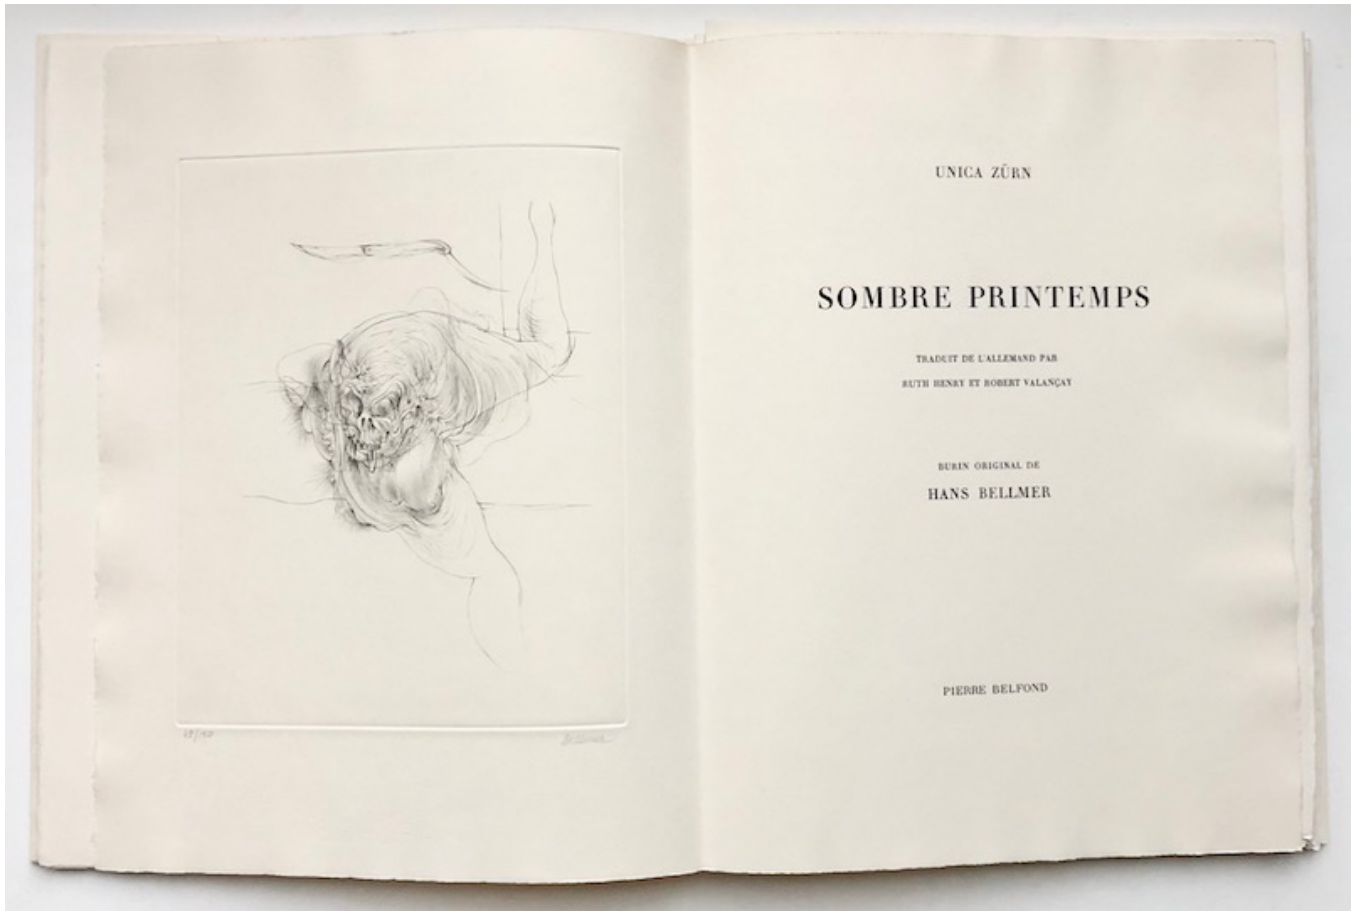 UNICA ZÜRN
SOMBRE PRINTEMPS
TRADUIT DE L'ALLEMAND PAR
RUTH HENRY ET ROBERT VALANÇAY
BURIN ORIGINAL DE
HANS BELLMER
PIERRE BELFOND